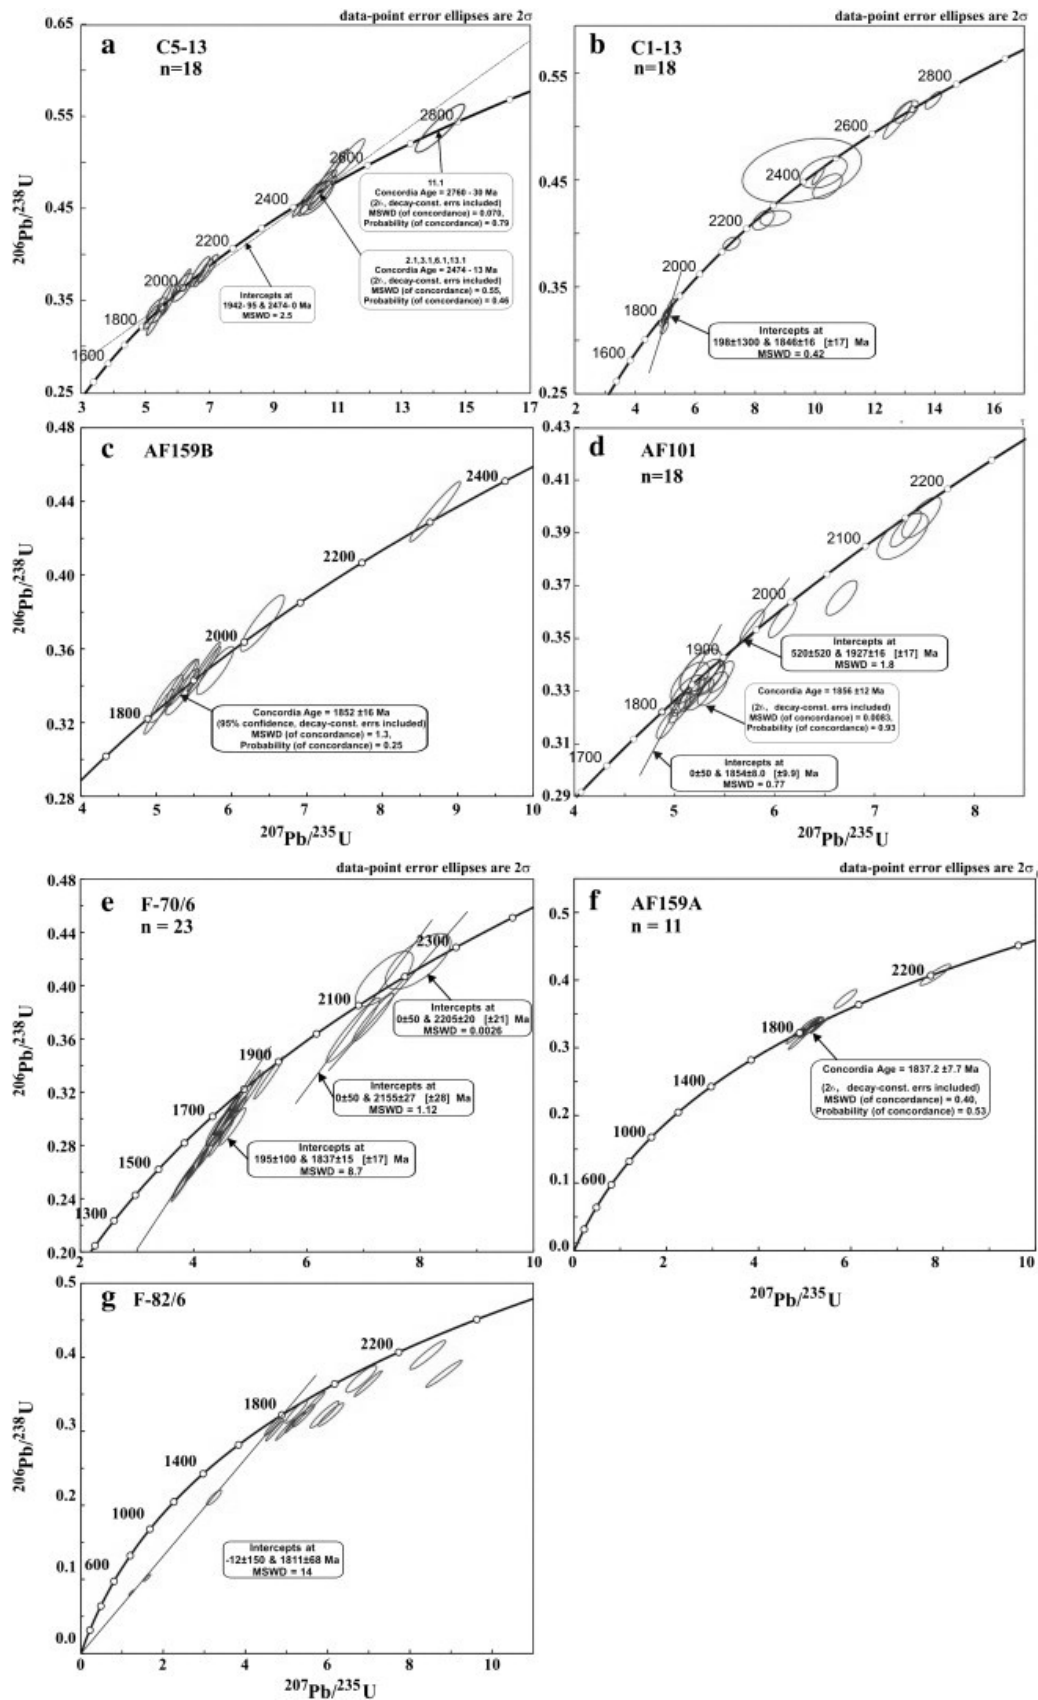 data-point error ellipses are 2σ
data-point error ellipses are 2σ
a C5-13
n=18
0.65
0.55
0.45
0.35
0.25
206Pb/238U
2800
2600
2400
2200
2000
1800
1600
11.1
Concordia Age = 2760 - 30 Ma
(2σ, decay-const. errs included)
MSWD (of concordance) = 0.070,
Probability (of concordance) = 0.79
2.1,3.1,6.1,13.1
Concordia Age = 2474 - 13 Ma
(2σ, decay-const. errs included)
MSWD (of concordance) = 0.55,
Probability (of concordance) = 0.46
Intercepts at
1942- 95 & 2474- 0 Ma
MSWD = 2.5
3 5 7 9 11 13 15 17
b C1-13
n=18
0.55
0.45
0.35
0.25
2800
2600
2400
2200
2000
1800
1600
Intercepts at
198±1300 & 1846±16 [±17] Ma
MSWD = 0.42
2 4 6 8 10 12 14 16
c AF159B
0.48
0.44
0.40
0.36
0.32
0.28
206Pb/238U
2400
2200
2000
1800
Concordia Age = 1852 ±16 Ma
(95% confidence, decay-const. errs included)
MSWD (of concordance) = 1.3,
Probability (of concordance) = 0.25
4 5 6 7 8 9 10
207Pb/235U
d AF101
n=18
0.43
0.41
0.39
0.37
0.35
0.33
0.31
0.29
2200
2100
2000
1900
1800
1700
Intercepts at
520±520 & 1927±16 [±17] Ma
MSWD = 1.8
Concordia Age = 1856 ±12 Ma
(2σ, decay-const. errs included)
MSWD (of concordance) = 0.0083,
Probability (of concordance) = 0.93
Intercepts at
0±50 & 1854±8.0 [±9.9] Ma
MSWD = 0.77
5 6 7 8
207Pb/235U
data-point error ellipses are 2σ
data-point error ellipses are 2σ
e F-70/6
n = 23
0.48
0.44
0.40
0.36
0.32
0.28
0.24
0.20
206Pb/238U
2300
2100
1900
1700
1500
1300
Intercepts at
0±50 & 2205±20 [±21] Ma
MSWD = 0.0026
Intercepts at
0±50 & 2155±27 [±28] Ma
MSWD = 1.12
Intercepts at
195±100 & 1837±15 [±17] Ma
MSWD = 8.7
2 4 6 8 10
f AF159A
n = 11
0.5
0.4
0.3
0.2
0.1
0.0
2200
1800
1400
1000
600
Concordia Age = 1837.2 ±7.7 Ma
(2σ, decay-const. errs included)
MSWD (of concordance) = 0.40,
Probability (of concordance) = 0.53
0 2 4 6 8 10
207Pb/235U
g F-82/6
0.5
0.4
0.3
0.2
0.1
0.0
206Pb/238U
2200
1800
1400
1000
600
Intercepts at
-12±150 & 1811±68 Ma
MSWD = 14
0 2 4 6 8 10
207Pb/235U